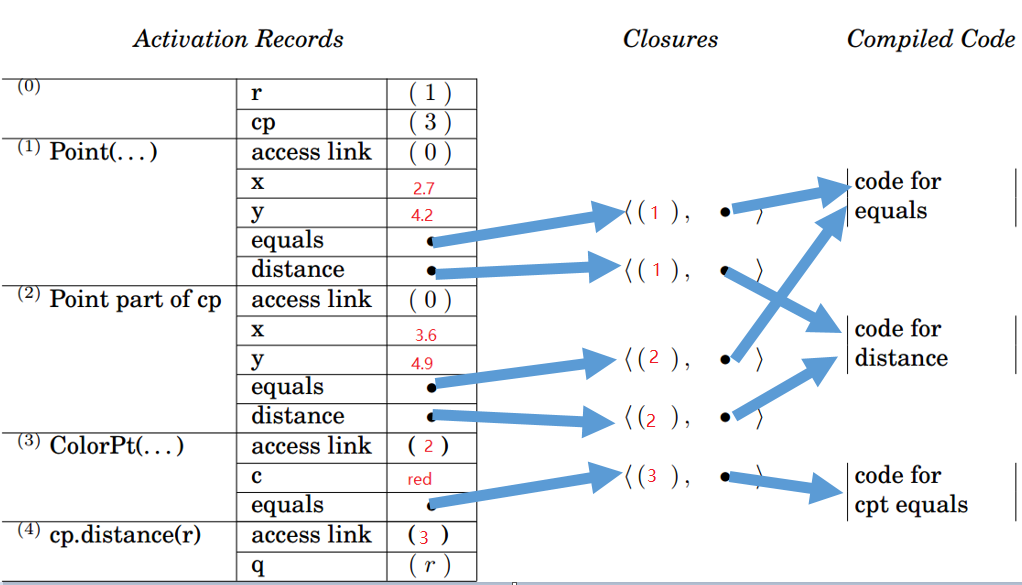 Activation Records Closures Compiled Code
(0) r ( 1 )
cp ( 3 )
(1) Point(...) access link ( 0 )
x 2.7
y 4.2
equals •
distance •
(2) Point part of cp access link ( 0 )
x 3.6
y 4.9
equals •
distance •
(3) ColorPt(...) access link ( 2 )
c red
equals •
(4) cp.distance(r) access link ( 3 )
q ( r )
⟨( 1 ), • ⟩
⟨( 1 ), • ⟩
⟨( 2 ), • ⟩
⟨( 2 ), • ⟩
⟨( 3 ), • ⟩
code for
equals
code for
distance
code for
cpt equals